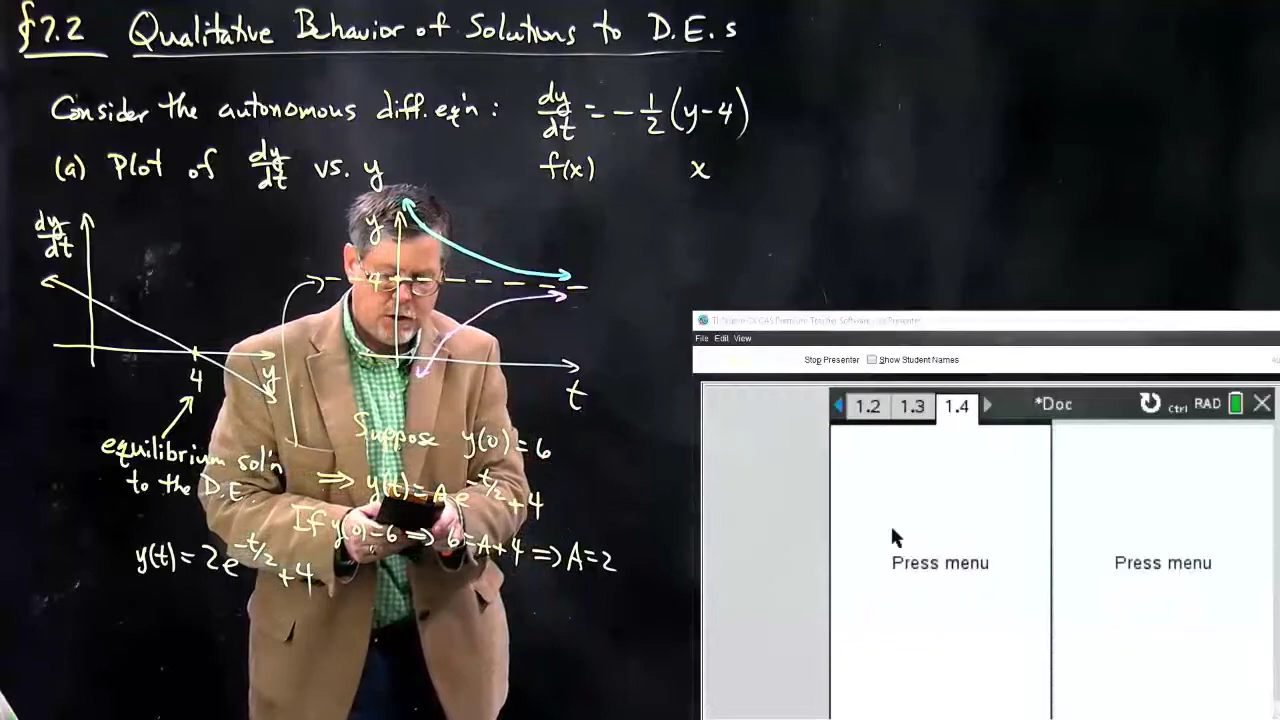 §7.2 Qualitative Behavior of Solutions to D.E.s
Consider the autonomous diff. eq'n: dy/dt = -1/2(y-4)
(a) Plot of dy/dt vs. y f(x) x
dy/dt
y
4
4
y
t
equilibrium sol'n
to the D.E
Suppose y(0)=6
⇒ y(t)=Ae^{-t/2}+4
If y(0)=6 ⇒ 6=A+4 ⇒ A=2
y(t)=2e^{-t/2}+4
File Edit View
Stop Presenter Show Student Names
1.2 1.3 1.4 *Doc Ctrl RAD
Press menu Press menu